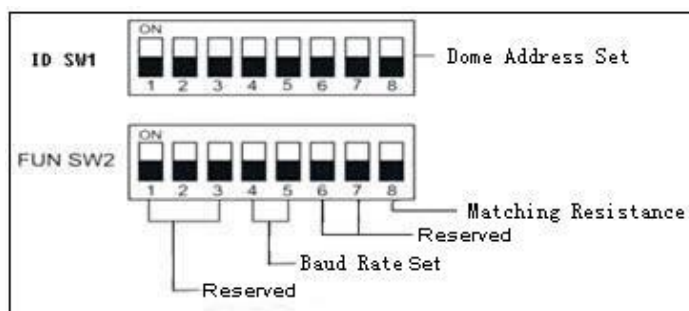 ON
ID SW1
Dome Address Set
1 2 3 4 5 6 7 8
ON
FUN SW2
1 2 3 4 5 6 7 8
Matching Resistance
Reserved
Baud Rate Set
Reserved